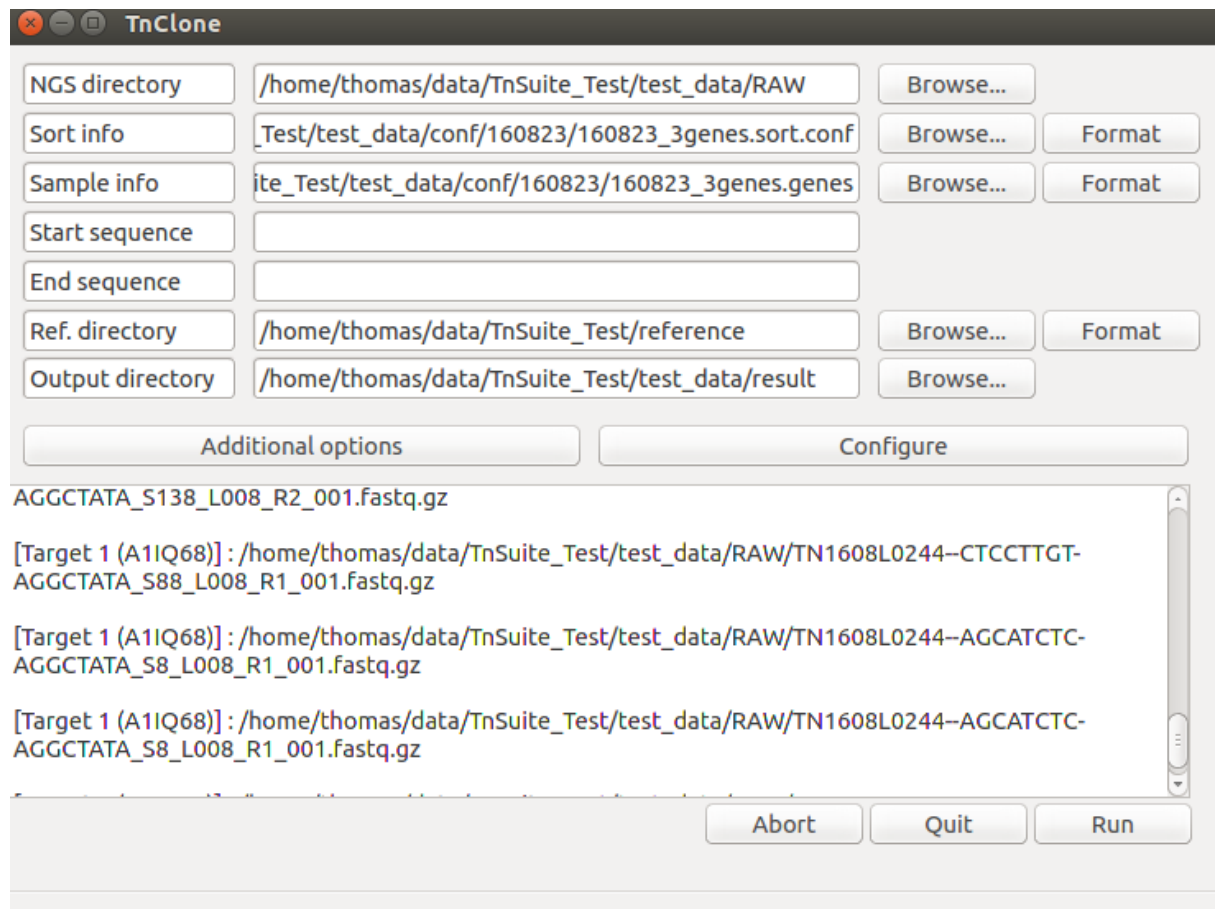 TnClone
NGS directory /home/thomas/data/TnSuite_Test/test_data/RAW Browse...
Sort info _Test/test_data/conf/160823/160823_3genes.sort.conf Browse... Format
Sample info ite_Test/test_data/conf/160823/160823_3genes.genes Browse... Format
Start sequence
End sequence
Ref. directory /home/thomas/data/TnSuite_Test/reference Browse... Format
Output directory /home/thomas/data/TnSuite_Test/test_data/result Browse...
Additional options Configure
AGGCTATA_S138_L008_R2_001.fastq.gz
[Target 1 (A1IQ68)] : /home/thomas/data/TnSuite_Test/test_data/RAW/TN1608L0244--CTCCTTGT-
AGGCTATA_S88_L008_R1_001.fastq.gz
[Target 1 (A1IQ68)] : /home/thomas/data/TnSuite_Test/test_data/RAW/TN1608L0244--AGCATCTC-
AGGCTATA_S8_L008_R1_001.fastq.gz
[Target 1 (A1IQ68)] : /home/thomas/data/TnSuite_Test/test_data/RAW/TN1608L0244--AGCATCTC-
AGGCTATA_S8_L008_R1_001.fastq.gz
Abort Quit Run